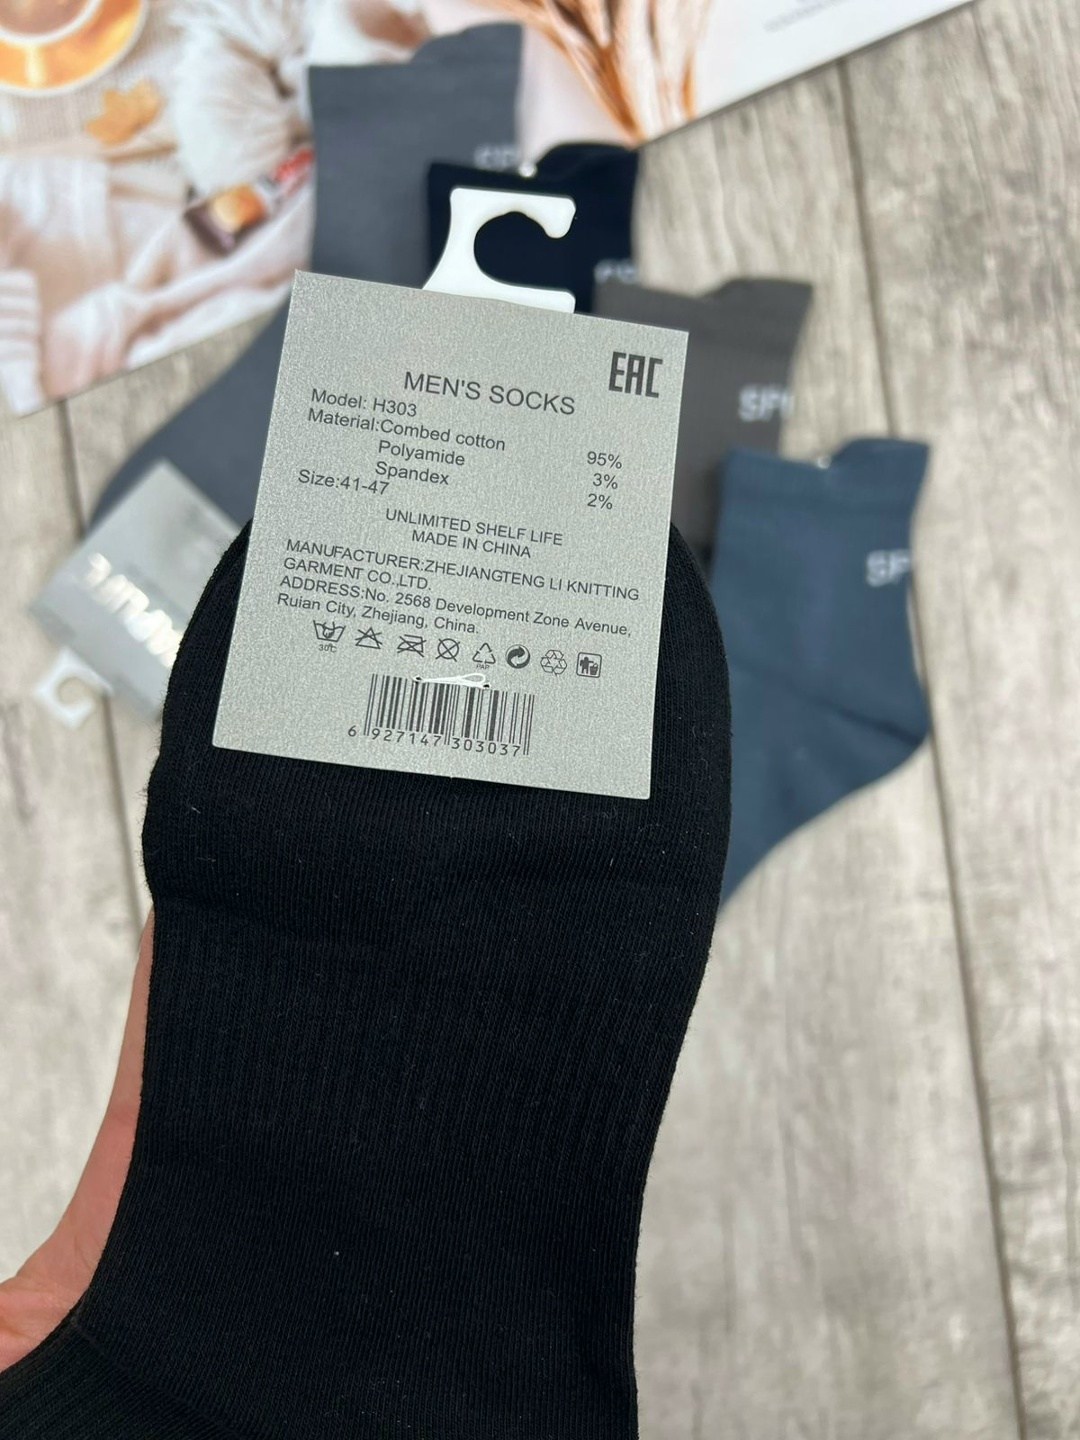 EAC
MEN'S SOCKS
Model: H303
Material:Combed cotton 95%
Polyamide 3%
Spandex 2%
Size:41-47
UNLIMITED SHELF LIFE
MADE IN CHINA
MANUFACTURER:ZHEJIANGTENG LI KNITTING
GARMENT CO.,LTD.
ADDRESS:No. 2568 Development Zone Avenue,
Ruian City, Zhejiang, China.
30℃
PAP
6 927147 303037